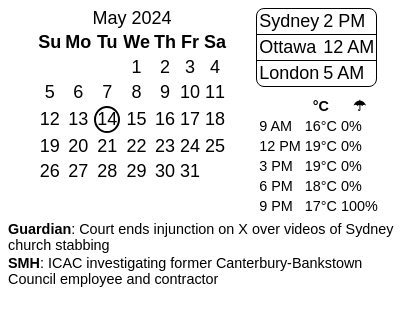 May 2024
Su Mo Tu We Th Fr Sa
1 2 3 4
5 6 7 8 9 10 11
12 13 14 15 16 17 18
19 20 21 22 23 24 25
26 27 28 29 30 31
Sydney 2 PM
Ottawa 12 AM
London 5 AM
°C ☂
9 AM 16°C 0%
12 PM 19°C 0%
3 PM 19°C 0%
6 PM 18°C 0%
9 PM 17°C 100%
Guardian: Court ends injunction on X over videos of Sydney
church stabbing
SMH: ICAC investigating former Canterbury-Bankstown
Council employee and contractor